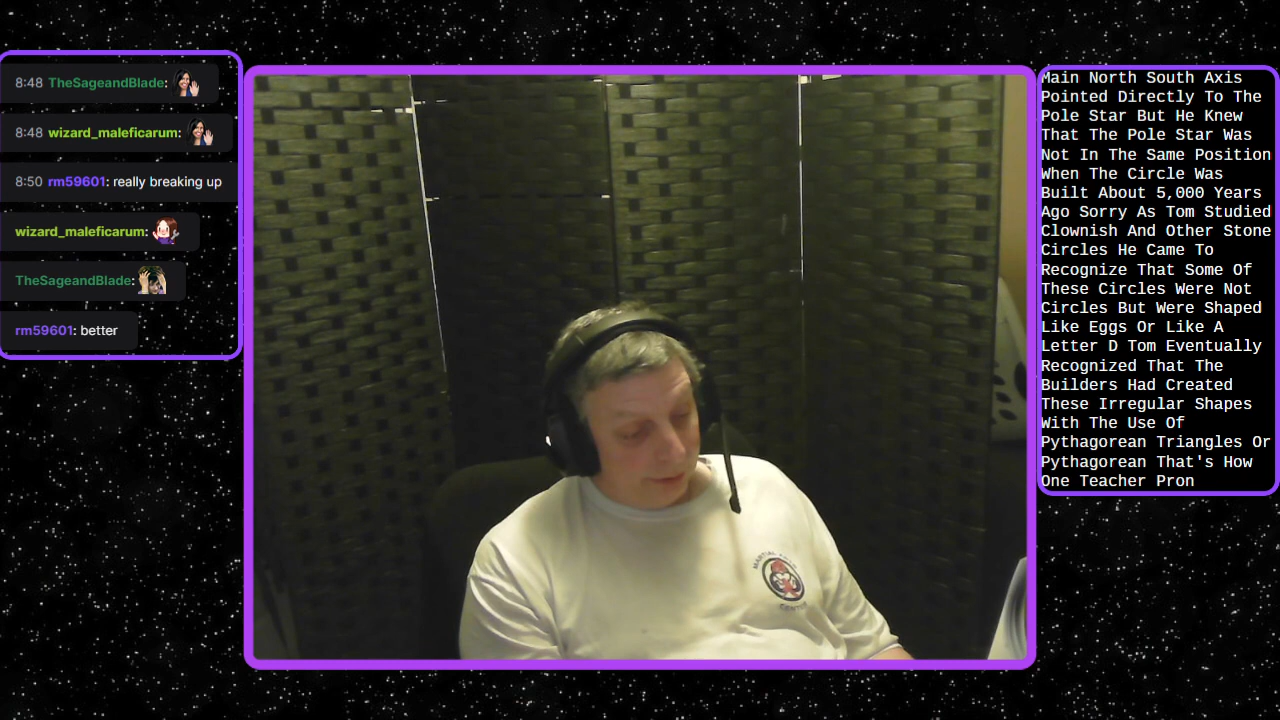 8:48 TheSageandBlade:
8:48 wizard_maleficarum:
8:50 rm59601: really breaking up
wizard_maleficarum:
TheSageandBlade:
rm59601: better
Main North South Axis
Pointed Directly To The
Pole Star But He Knew
That The Pole Star Was
Not In The Same Position
When The Circle Was
Built About 5,000 Years
Ago Sorry As Tom Studied
Clownish And Other Stone
Circles He Came To
Recognize That Some Of
These Circles Were Not
Circles But Were Shaped
Like Eggs Or Like A
Letter D Tom Eventually
Recognized That The
Builders Had Created
These Irregular Shapes
With The Use Of
Pythagorean Triangles Or
Pythagorean That's How
One Teacher Pron